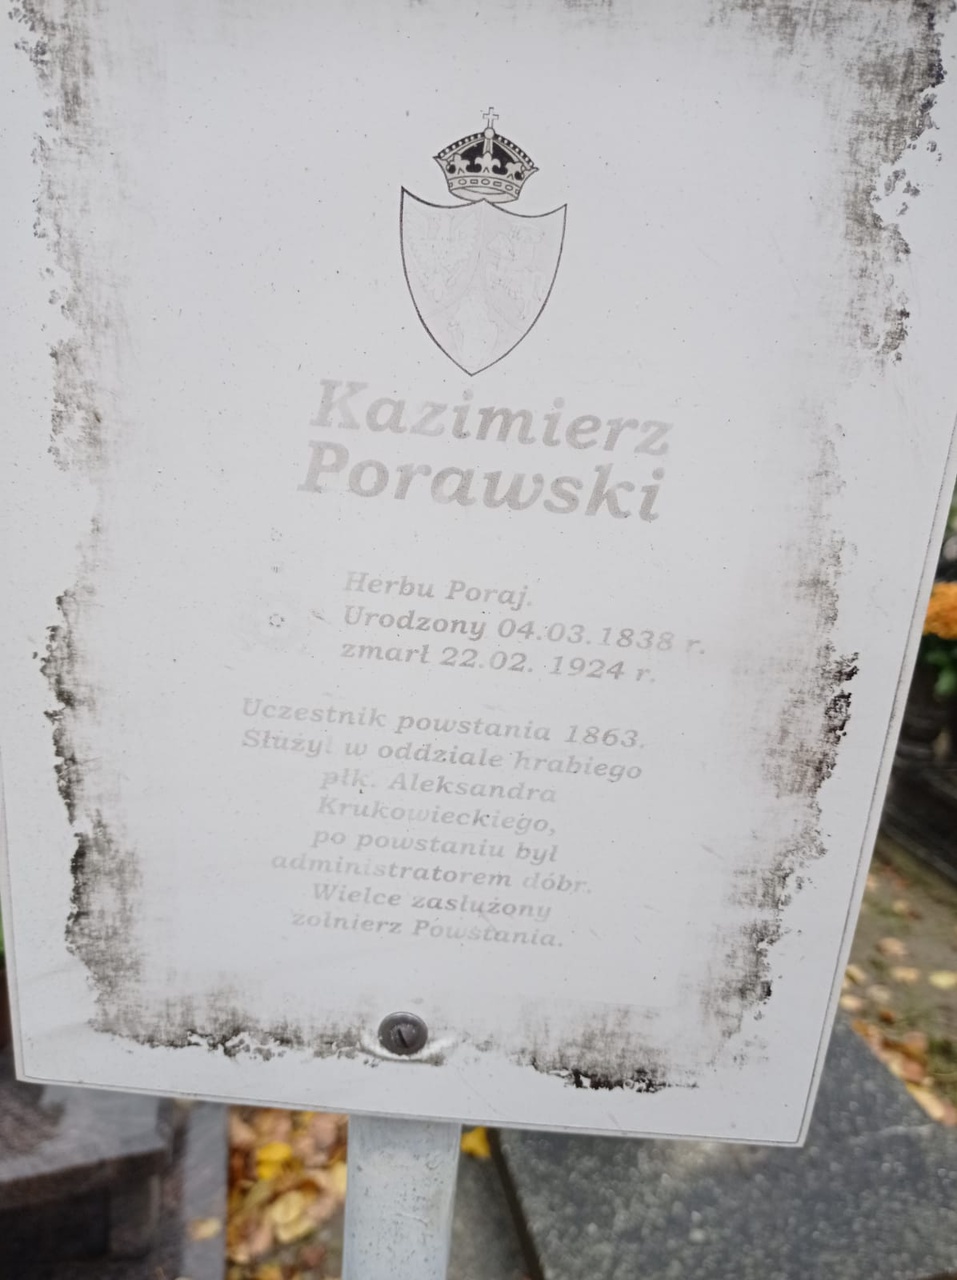 Kazimierz
Porawski
Herbu Poraj.
Urodzony 04.03.1838 r.
zmarł 22.02. 1924 r.
Uczestnik powstania 1863.
Służył w oddziale hrabiego
płk. Aleksandra
Krukowieckiego,
po powstaniu był
administratorem dóbr.
Wielce zasłużony
żołnierz Powstania.